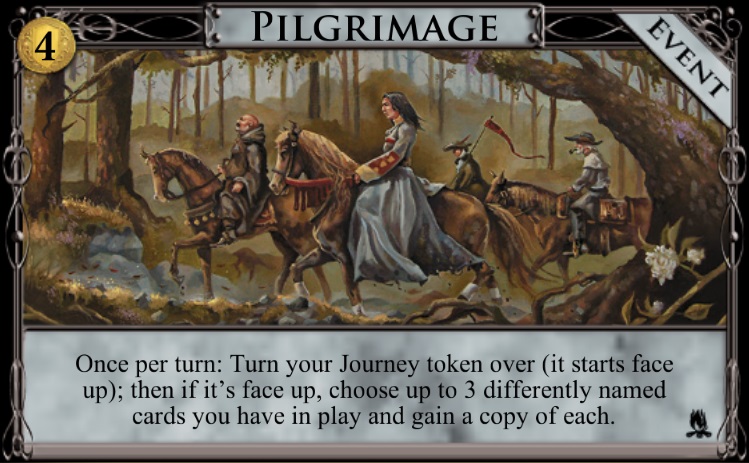 4
PILGRIMAGE
EVENT
Once per turn: Turn your Journey token over (it starts face
up); then if it's face up, choose up to 3 differently named
cards you have in play and gain a copy of each.